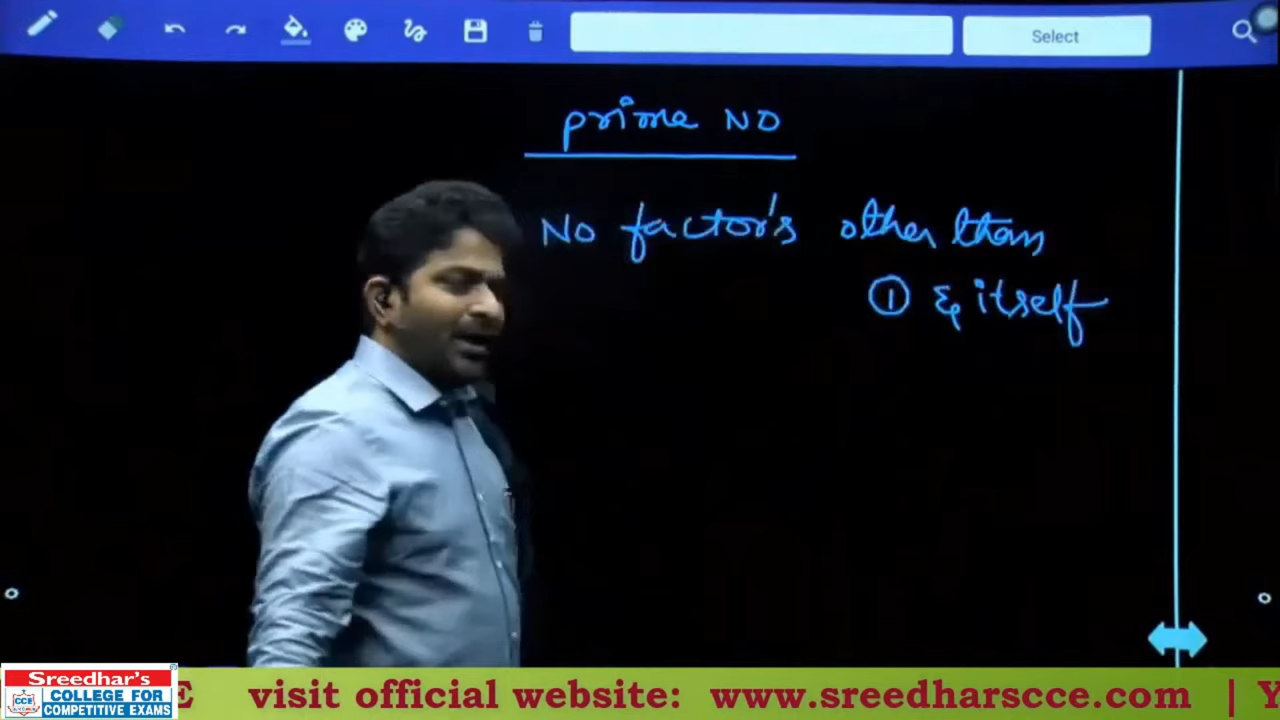 Select
prime NO
No factor's other than
① & itself
Sreedhar's
CCE
COLLEGE FOR
COMPETITIVE EXAMS
E visit official website: www.sreedharscce.com | Y